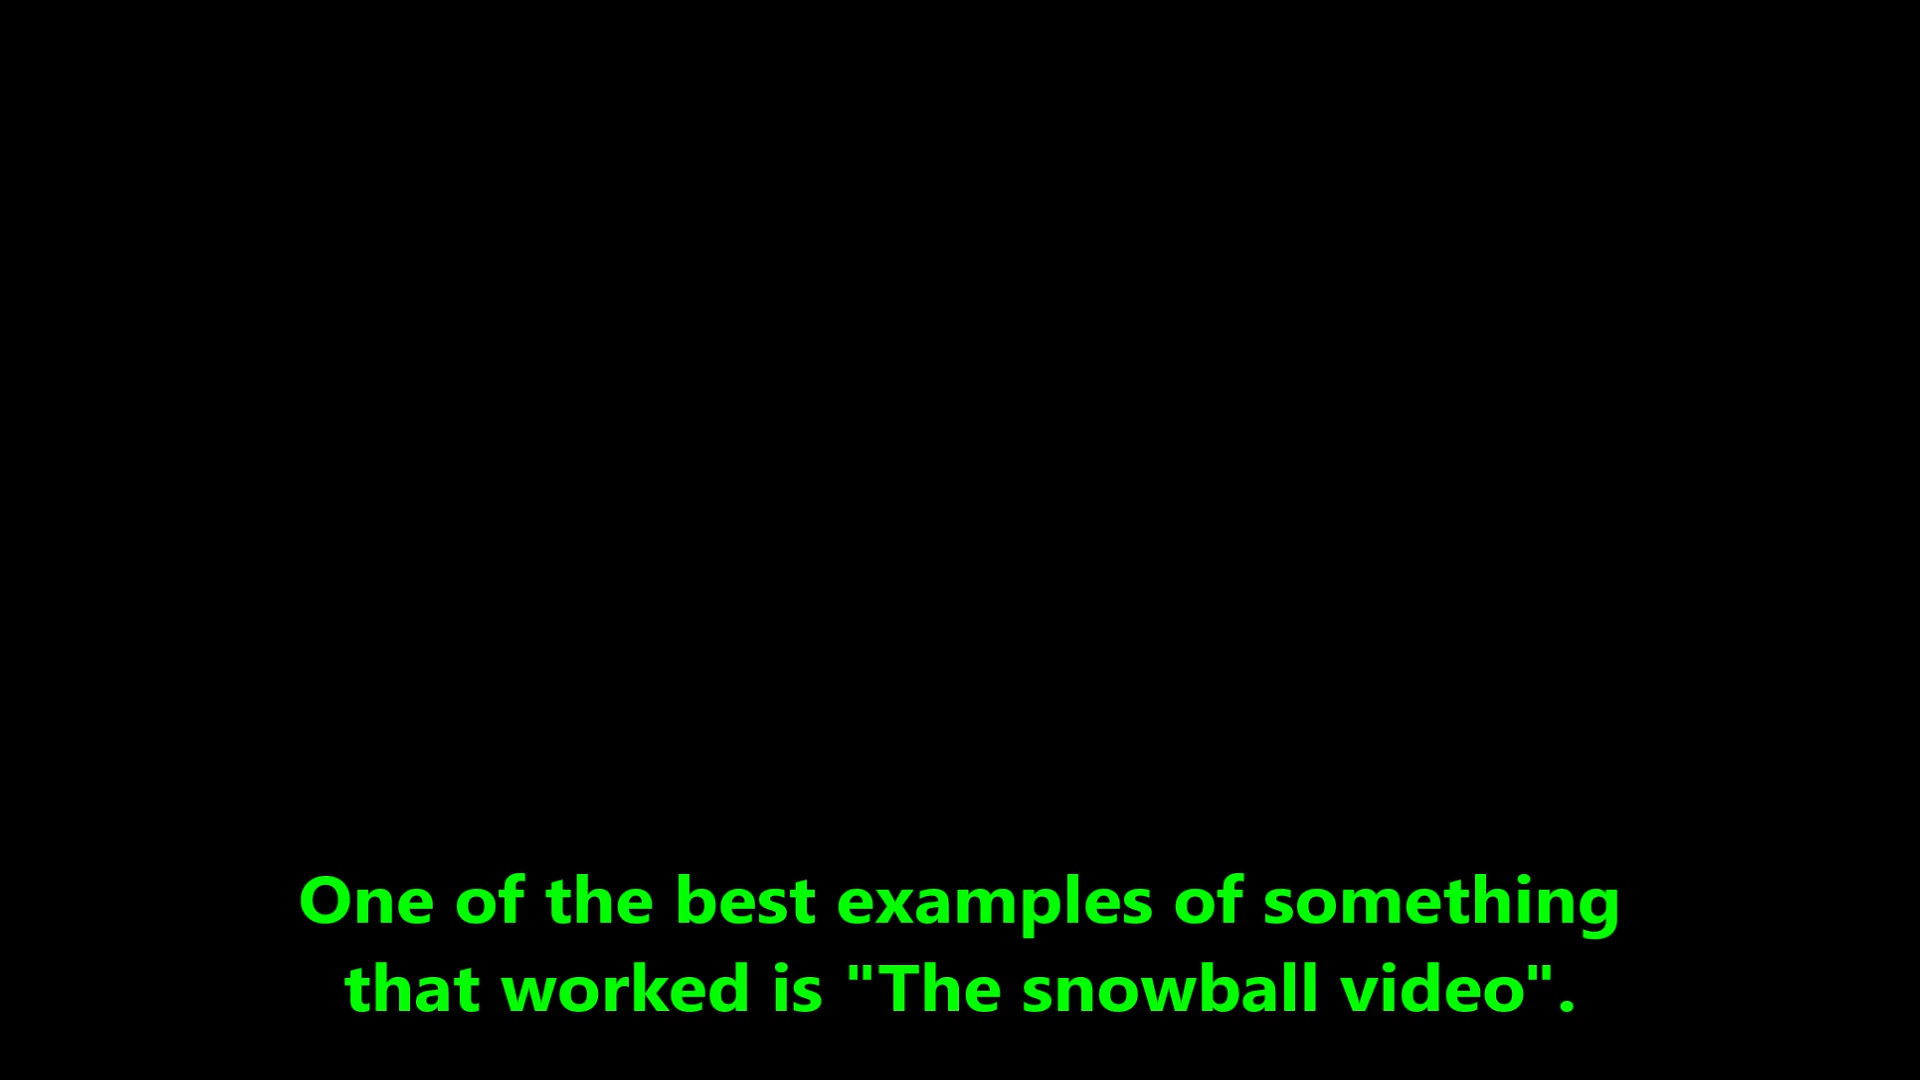 One of the best examples of something
that worked is "The snowball video".